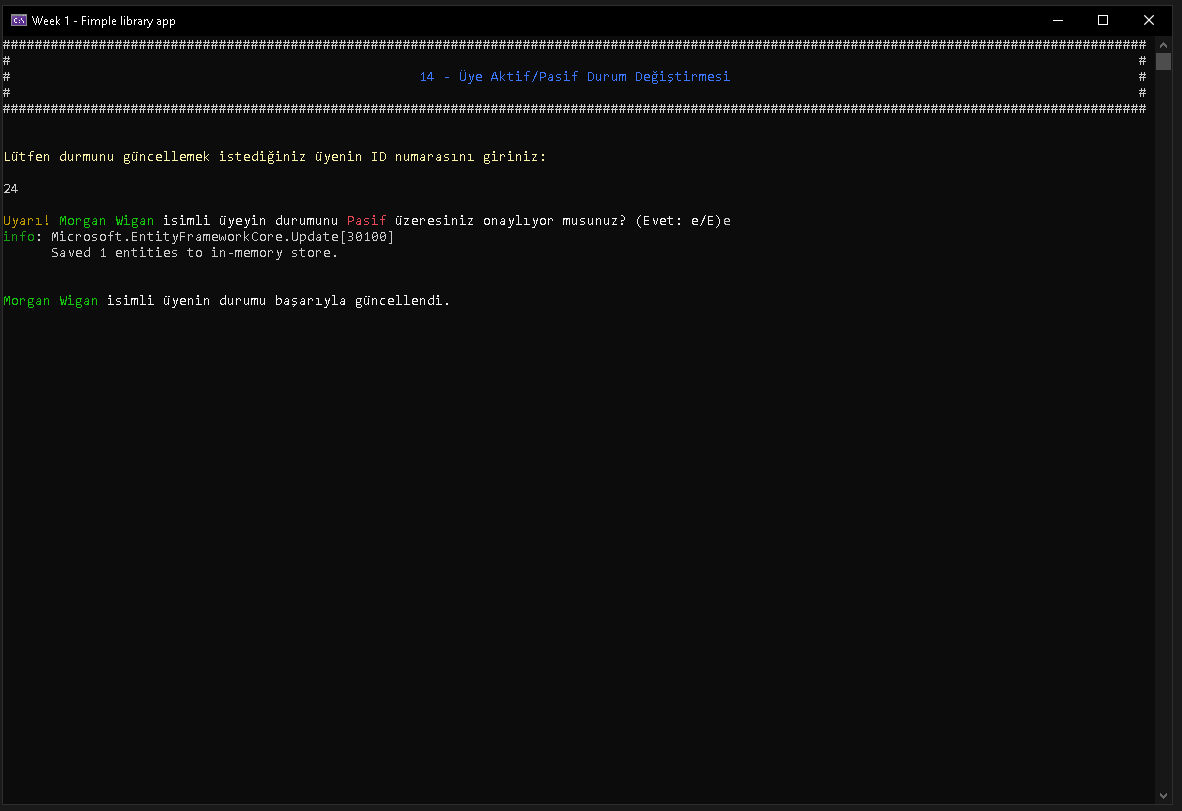 Week 1 - Fimple library app
###############################################################################################################################################
# #
# 14 - Üye Aktif/Pasif Durum Değiştirmesi #
# #
###############################################################################################################################################
Lütfen durmunu güncellemek istediğiniz üyenin ID numarasını giriniz:
24
Uyarı! Morgan Wigan isimli üyeyin durumunu Pasif üzeresiniz onaylıyor musunuz? (Evet: e/E)e
info: Microsoft.EntityFrameworkCore.Update[30100]
Saved 1 entities to in-memory store.
Morgan Wigan isimli üyenin durumu başarıyla güncellendi.